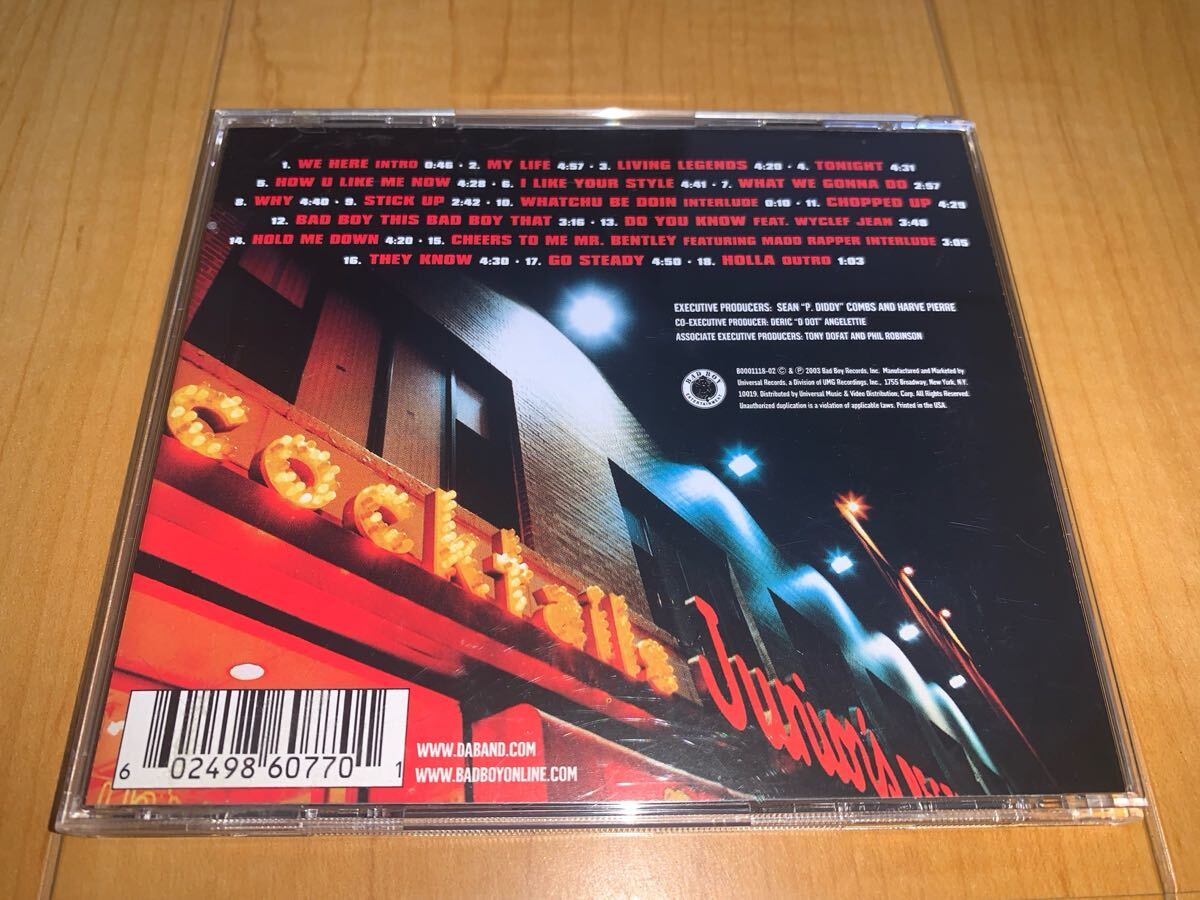 1. WE HERE INTRO 0:46 · 2. MY LIFE 4:57 · 3. LIVING LEGENDS 4:29 · 4. TONIGHT 4:31
5. HOW U LIKE ME NOW 4:28 · 6. I LIKE YOUR STYLE 4:41 · 7. WHAT WE GONNA DO 2:57
8. WHY 4:40 · 9. STICK UP 2:42 · 10. WHATCHU BE DOIN INTERLUDE 0:10 · 11. CHOPPED UP 4:29
12. BAD BOY THIS BAD BOY THAT 3:16 · 13. DO YOU KNOW FEAT. WYCLEF JEAN 3:48
14. HOLD ME DOWN 4:20 · 15. CHEERS TO ME MR. BENTLEY FEATURING MADD RAPPER INTERLUDE 3:05
16. THEY KNOW 4:30 · 17. GO STEADY 4:50 · 18. HOLLA OUTRO 1:03
EXECUTIVE PRODUCERS: SEAN "P. DIDDY" COMBS AND HARVE PIERRE
CO-EXECUTIVE PRODUCER: DERIC "D DOT" ANGELETTIE
ASSOCIATE EXECUTIVE PRODUCERS: TONY DOFAT AND PHIL ROBINSON
BAD BOY
ENTERTAINMENT
B0001118-02 © & ℗ 2003 Bad Boy Records, Inc. Manufactured and Marketed by
Universal Records, a Division of UMG Recordings, Inc., 1755 Broadway, New York, N.Y.
10019. Distributed by Universal Music & Video Distribution, Corp. All Rights Reserved.
Unauthorized duplication is a violation of applicable laws. Printed in the USA.
Cocktails
Junior's
WWW.DABAND.COM
WWW.BADBOYONLINE.COM
6 02498 60770 1